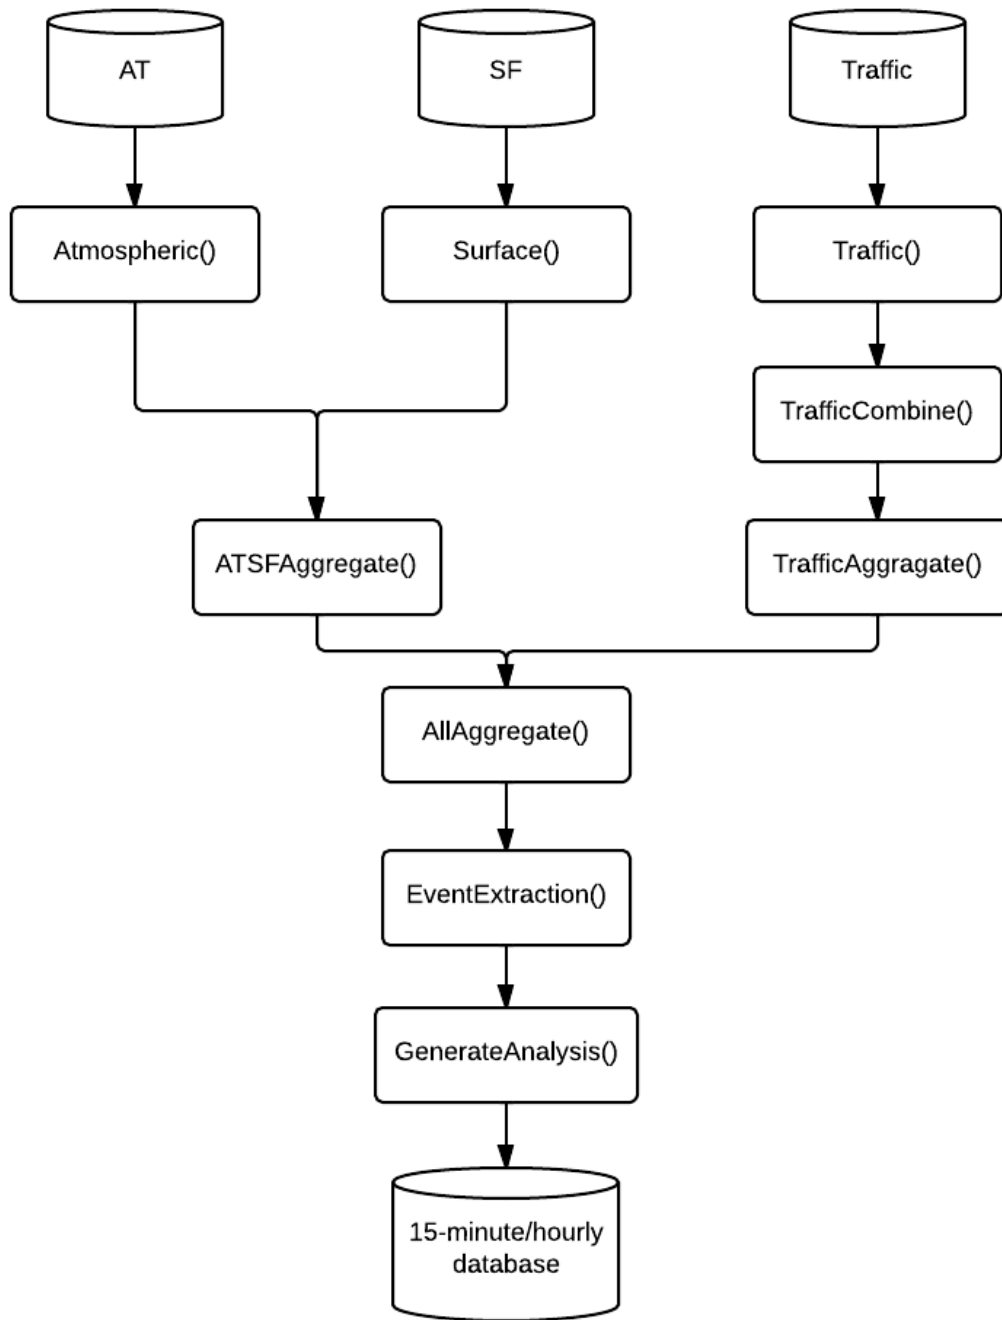 AT
SF
Traffic
Atmospheric()
Surface()
Traffic()
TrafficCombine()
ATSFAggregate()
TrafficAggragate()
AllAggregate()
EventExtraction()
GenerateAnalysis()
15-minute/hourly
database